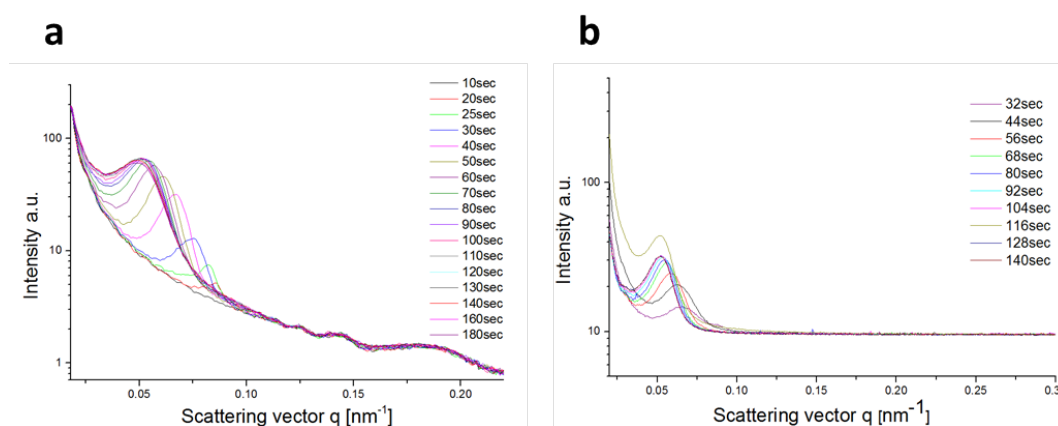 a
Intensity a.u.
100
10
1
0.05
0.10
0.15
0.20
Scattering vector q [nm⁻¹]
10sec
20sec
25sec
30sec
40sec
50sec
60sec
70sec
80sec
90sec
100sec
110sec
120sec
130sec
140sec
160sec
180sec
b
Intensity a.u.
100
10
0.05
0.10
0.15
0.20
0.25
0.3
Scattering vector q [nm⁻¹]
32sec
44sec
56sec
68sec
80sec
92sec
104sec
116sec
128sec
140sec